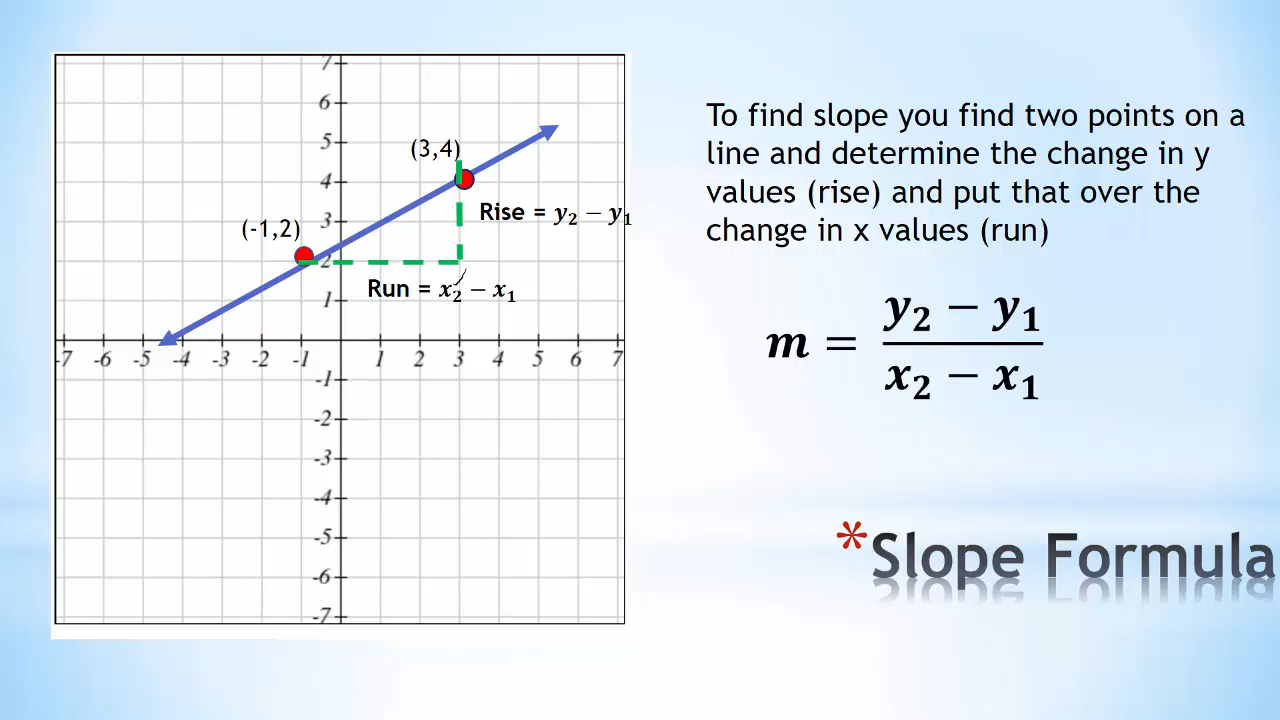 7
6
5
(3,4)
4
Rise = y₂ − y₁
3
(-1,2)
2
Run = x₂ − x₁
1
-7 -6 -5 -4 -3 -2 -1 1 2 3 4 5 6 7
-1
-2
-3
-4
-5
-6
-7
To find slope you find two points on a
line and determine the change in y
values (rise) and put that over the
change in x values (run)
m = (y₂ − y₁) / (x₂ − x₁)
*Slope Formula